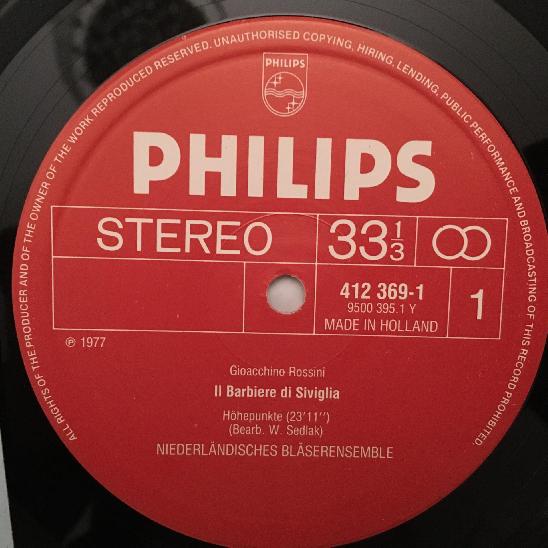 ALL RIGHTS OF THE PRODUCER AND OF THE OWNER OF THE WORK REPRODUCED RESERVED. UNAUTHORISED COPYING, HIRING, LENDING, PUBLIC PERFORMANCE AND BROADCASTING OF THIS RECORD PROHIBITED.
PHILIPS
PHILIPS
STEREO 33 1/3
412 369-1
9500 395.1 Y
MADE IN HOLLAND
1
℗ 1977
Gioacchino Rossini
Il Barbiere di Siviglia
Höhepunkte (23'11'')
(Bearb. W. Sedlak)
NIEDERLÄNDISCHES BLÄSERENSEMBLE